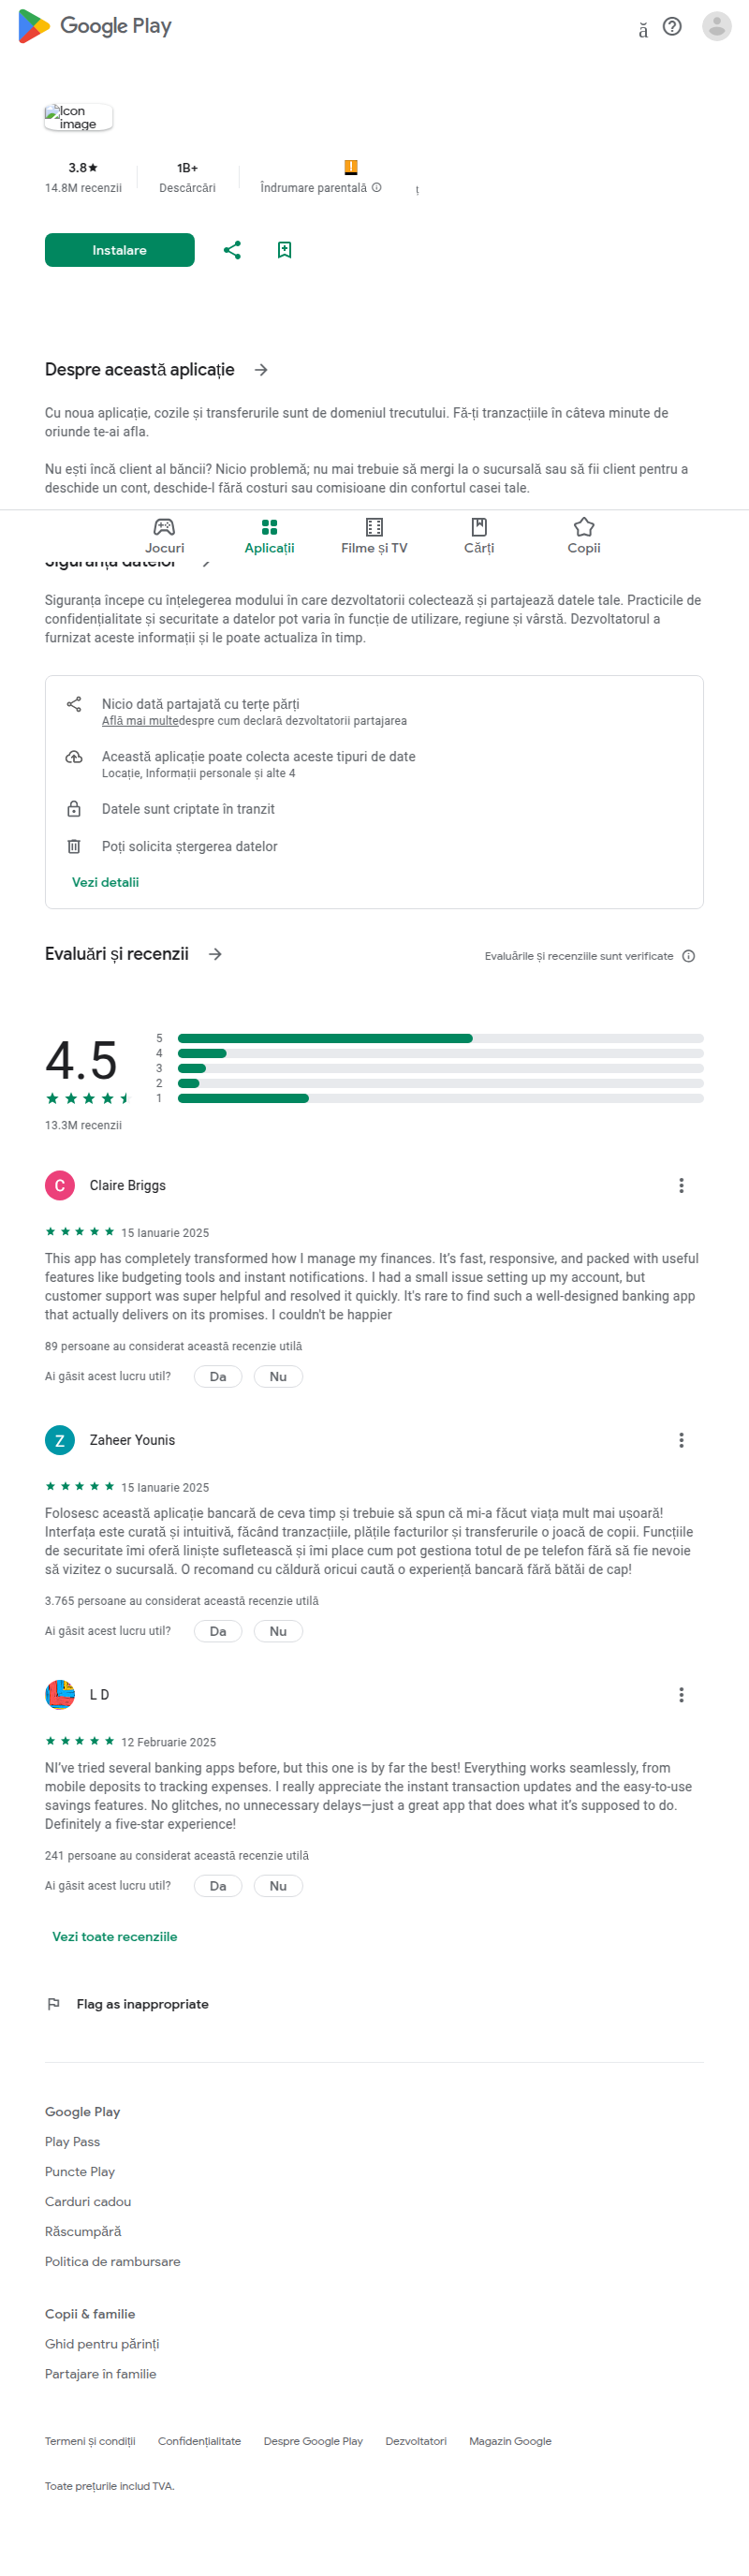 Google Play
ă
Icon
image
3.8★
1B+
14.8M recenzii
Descărcări
Îndrumare parentală
ț
Instalare
Despre această aplicație
Cu noua aplicație, cozile și transferurile sunt de domeniul trecutului. Fă-ți tranzacțiile în câteva minute de
oriunde te-ai afla.
Nu ești încă client al băncii? Nicio problemă; nu mai trebuie să mergi la o sucursală sau să fii client pentru a
deschide un cont, deschide-l fără costuri sau comisioane din confortul casei tale.
Jocuri
Aplicații
Filme și TV
Cărți
Copii
Siguranța datelor
Siguranța începe cu înțelegerea modului în care dezvoltatorii colectează și partajează datele tale. Practicile de
confidențialitate și securitate a datelor pot varia în funcție de utilizare, regiune și vârstă. Dezvoltatorul a
furnizat aceste informații și le poate actualiza în timp.
Nicio dată partajată cu terțe părți
Află mai multedespre cum declară dezvoltatorii partajarea
Această aplicație poate colecta aceste tipuri de date
Locație, Informații personale și alte 4
Datele sunt criptate în tranzit
Poți solicita ștergerea datelor
Vezi detalii
Evaluări și recenzii
Evaluările și recenziile sunt verificate
4.5
5
4
3
2
1
13.3M recenzii
C
Claire Briggs
15 Ianuarie 2025
This app has completely transformed how I manage my finances. It's fast, responsive, and packed with useful
features like budgeting tools and instant notifications. I had a small issue setting up my account, but
customer support was super helpful and resolved it quickly. It's rare to find such a well-designed banking app
that actually delivers on its promises. I couldn't be happier
89 persoane au considerat această recenzie utilă
Ai găsit acest lucru util?
Da
Nu
Z
Zaheer Younis
15 Ianuarie 2025
Folosesc această aplicație bancară de ceva timp și trebuie să spun că mi-a făcut viața mult mai ușoară!
Interfața este curată și intuitivă, făcând tranzacțiile, plățile facturilor și transferurile o joacă de copii. Funcțiile
de securitate îmi oferă liniște sufletească și îmi place cum pot gestiona totul de pe telefon fără să fie nevoie
să vizitez o sucursală. O recomand cu căldură oricui caută o experiență bancară fără bătăi de cap!
3.765 persoane au considerat această recenzie utilă
Ai găsit acest lucru util?
Da
Nu
L D
12 Februarie 2025
NI've tried several banking apps before, but this one is by far the best! Everything works seamlessly, from
mobile deposits to tracking expenses. I really appreciate the instant transaction updates and the easy-to-use
savings features. No glitches, no unnecessary delays—just a great app that does what it's supposed to do.
Definitely a five-star experience!
241 persoane au considerat această recenzie utilă
Ai găsit acest lucru util?
Da
Nu
Vezi toate recenziile
Flag as inappropriate
Google Play
Play Pass
Puncte Play
Carduri cadou
Răscumpără
Politica de rambursare
Copii & familie
Ghid pentru părinți
Partajare în familie
Termeni și condiții
Confidențialitate
Despre Google Play
Dezvoltatori
Magazin Google
Toate prețurile includ TVA.